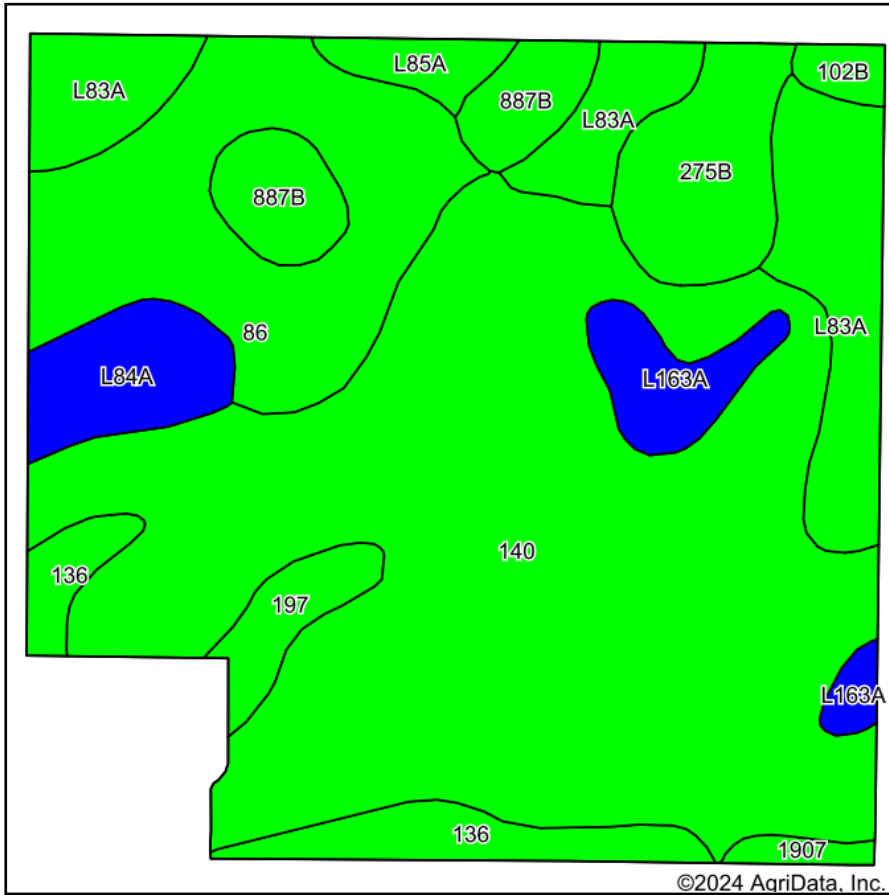 L85A
102B
L83A
887B
L83A
275B
887B
L83A
86
L84A
L163A
140
136
197
L163A
136
1907
©2024 AgriData, Inc.